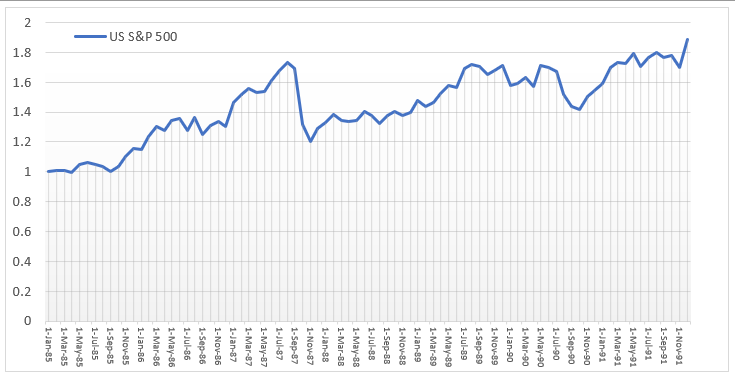 US S&P 500
2
1.8
1.6
1.4
1.2
1
0.8
0.6
0.4
0.2
0
1-Jan-85
1-Mar-85
1-May-85
1-Jul-85
1-Sep-85
1-Nov-85
1-Jan-86
1-Mar-86
1-May-86
1-Jul-86
1-Sep-86
1-Nov-86
1-Jan-87
1-Mar-87
1-May-87
1-Jul-87
1-Sep-87
1-Nov-87
1-Jan-88
1-Mar-88
1-May-88
1-Jul-88
1-Sep-88
1-Nov-88
1-Jan-89
1-Mar-89
1-May-89
1-Jul-89
1-Sep-89
1-Nov-89
1-Jan-90
1-Mar-90
1-May-90
1-Jul-90
1-Sep-90
1-Nov-90
1-Jan-91
1-Mar-91
1-May-91
1-Jul-91
1-Sep-91
1-Nov-91